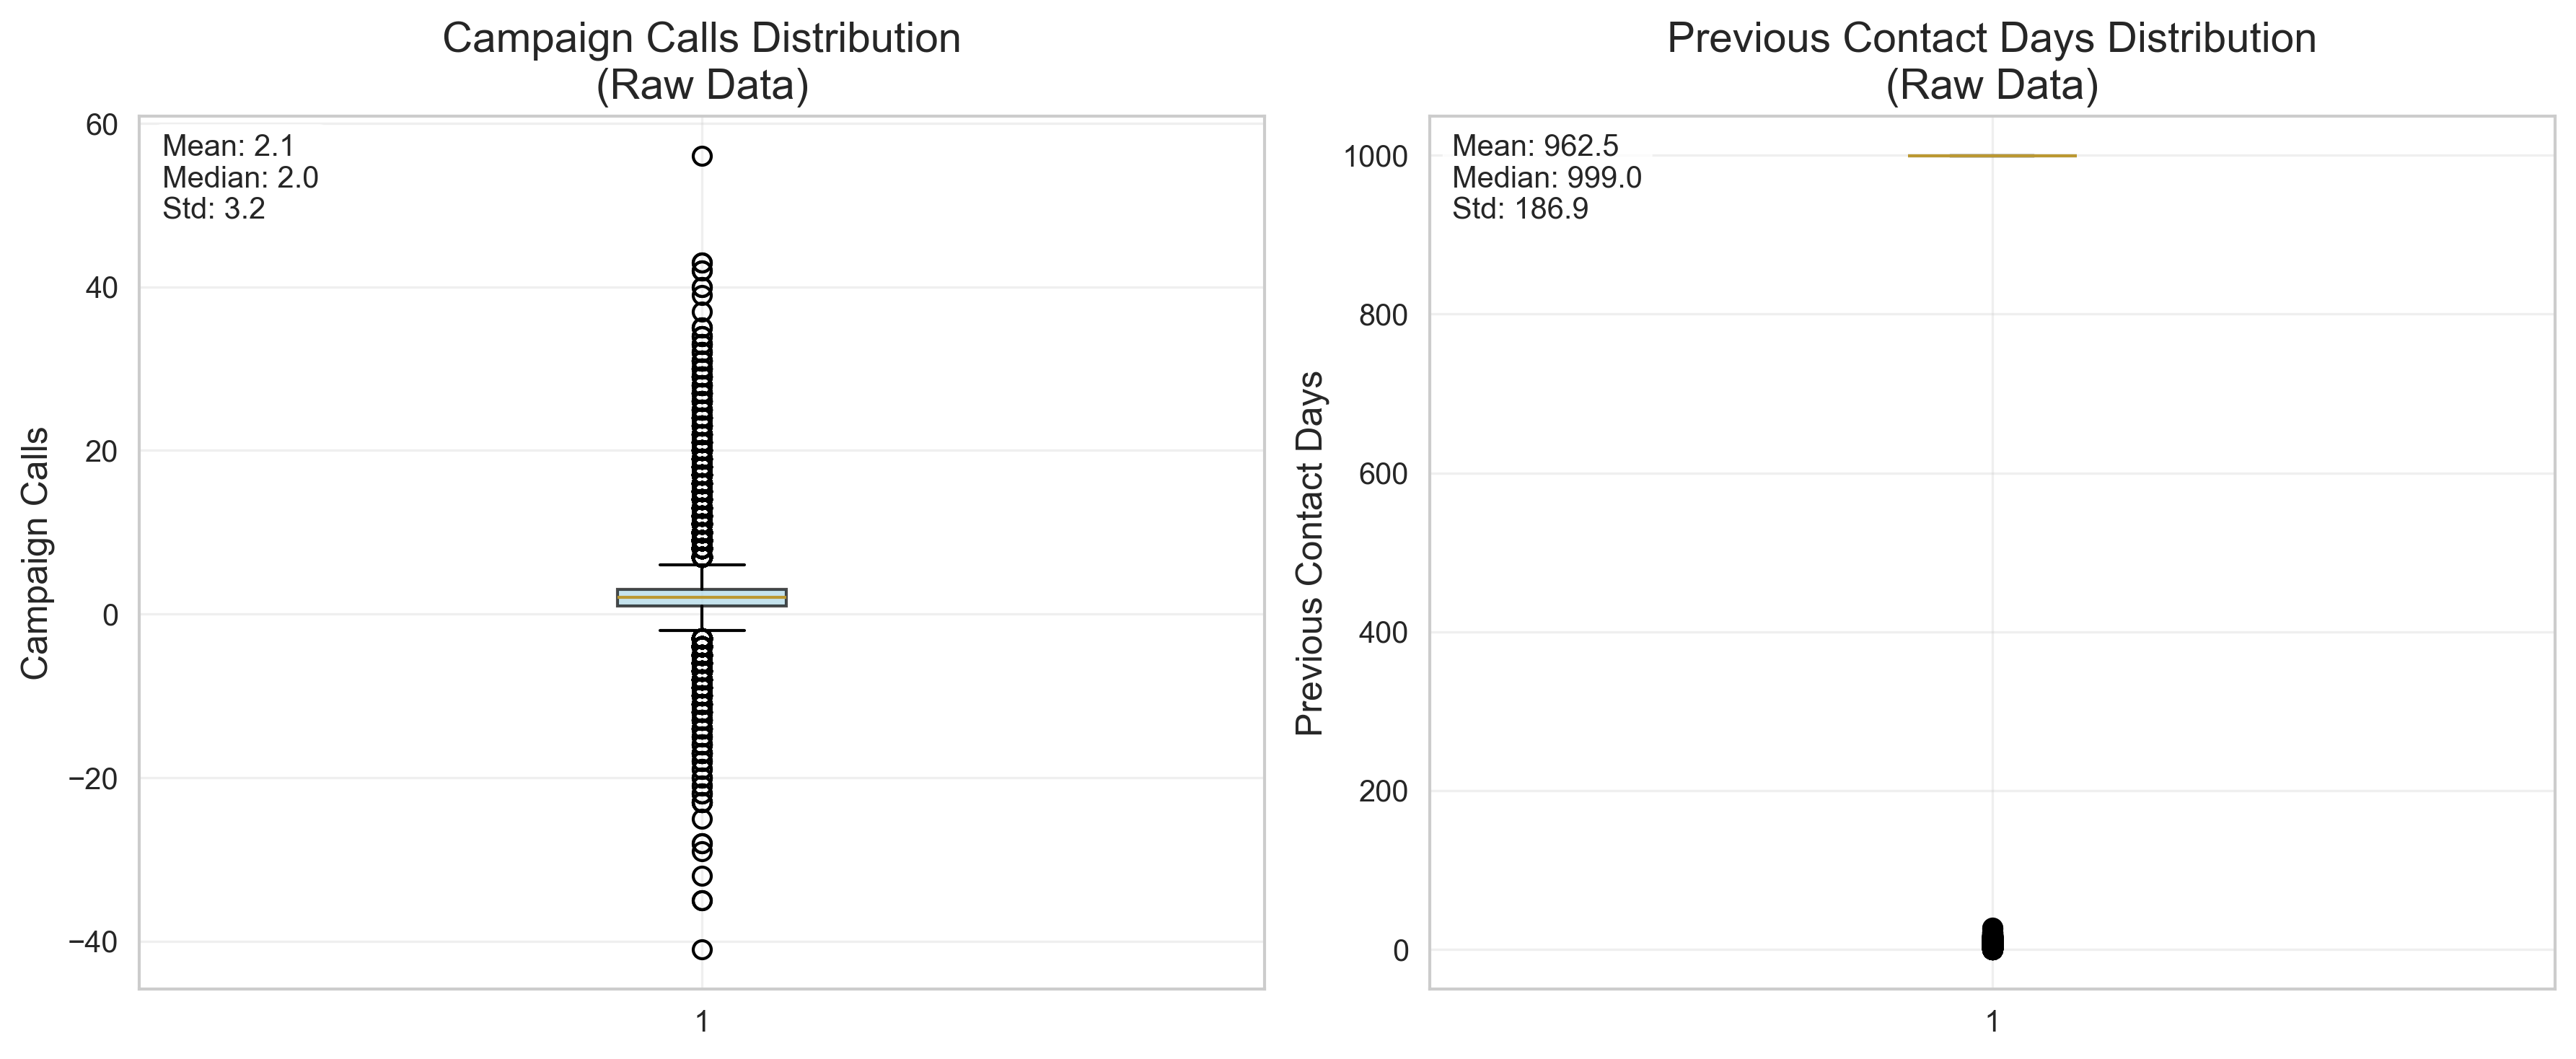 Campaign Calls Distribution
(Raw Data)
60
40
20
0
−20
−40
Campaign Calls
Mean: 2.1
Median: 2.0
Std: 3.2
1
Previous Contact Days Distribution
(Raw Data)
1000
800
600
400
200
0
Previous Contact Days
Mean: 962.5
Median: 999.0
Std: 186.9
1